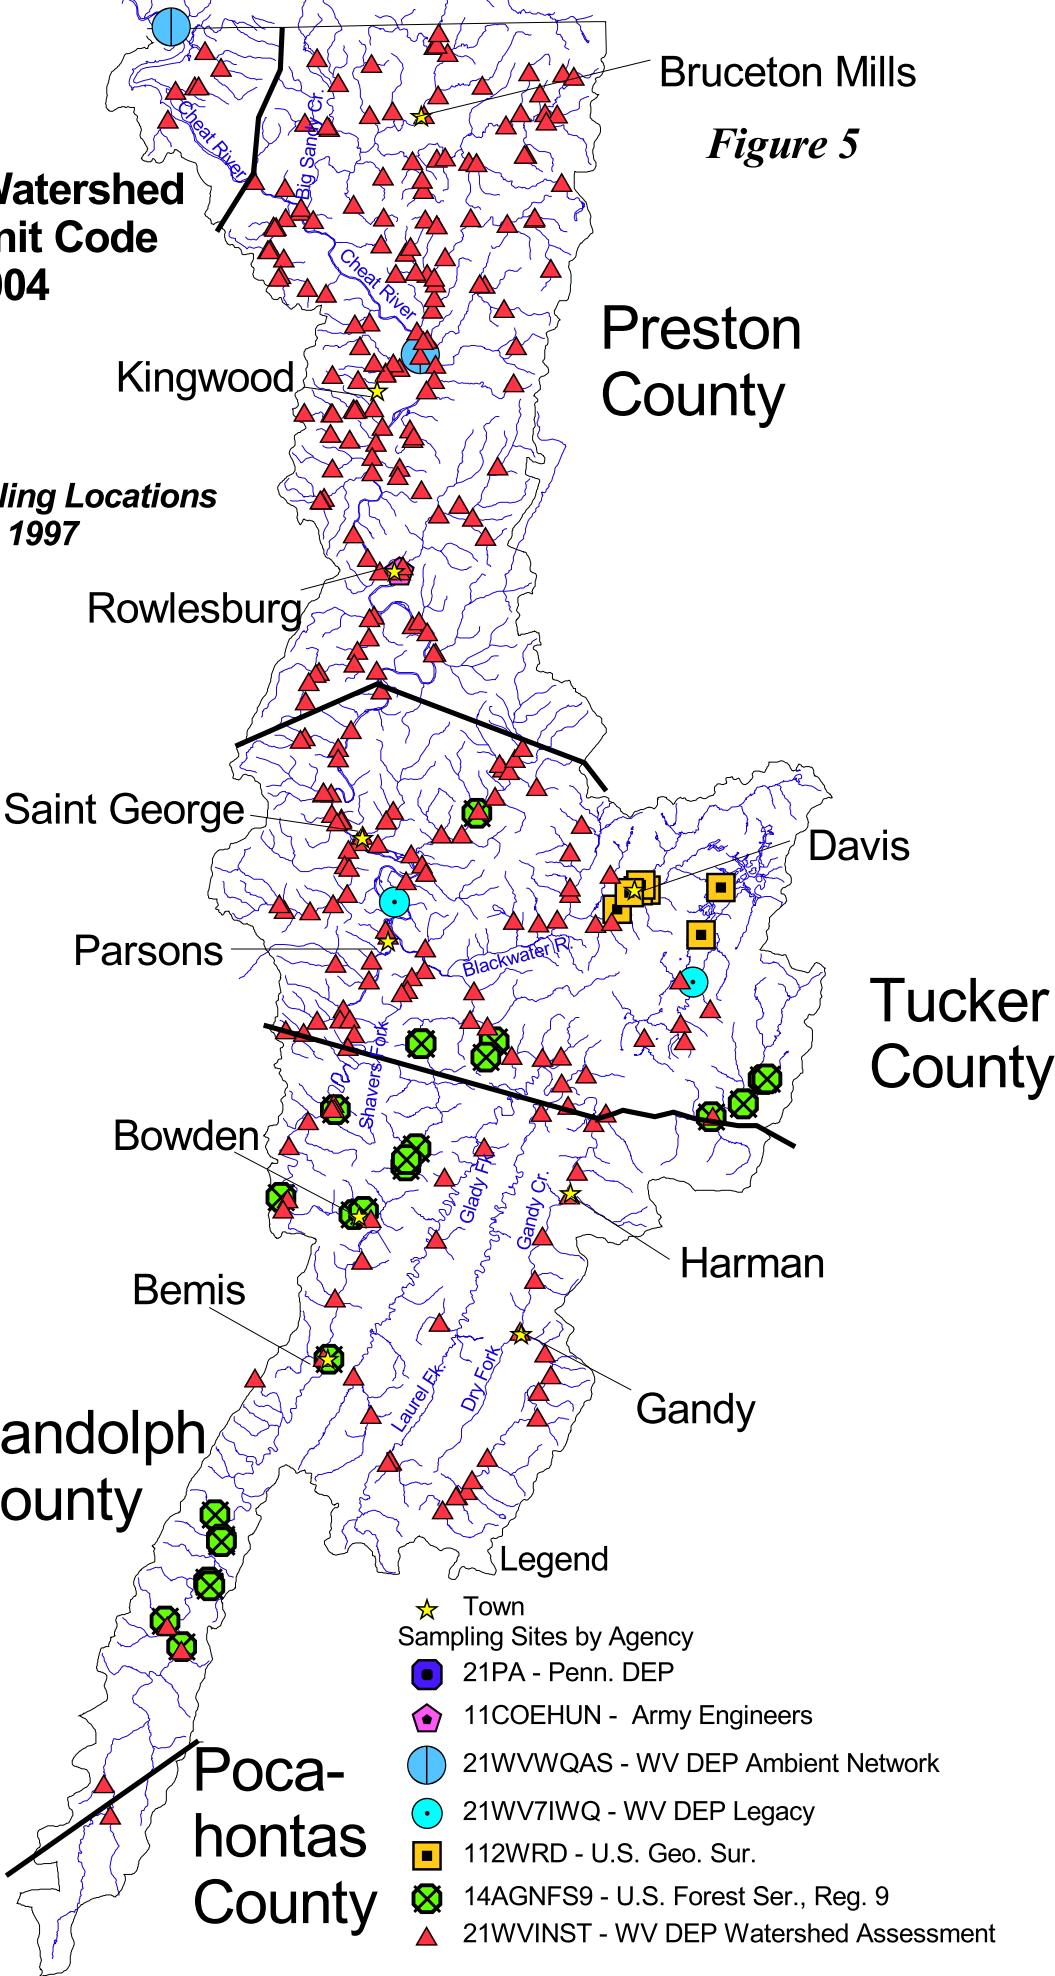 Bruceton Mills
Figure 5
Cheat River
Big Sandy Cr.
Watershed
nit Code
004
Cheat River
Preston
County
Kingwood
ling Locations
1997
Rowlesburg
Saint George
Davis
Parsons
Blackwater R.
Tucker
County
Shavers Fork
Bowden
Glady Fk.
Gandy Cr.
Harman
Bemis
Laurel Fk.
Dry Fork
Gandy
andolph
ounty
Legend
Town
Sampling Sites by Agency
21PA - Penn. DEP
11COEHUN - Army Engineers
21WVWQAS - WV DEP Ambient Network
21WV7IWQ - WV DEP Legacy
112WRD - U.S. Geo. Sur.
14AGNFS9 - U.S. Forest Ser., Reg. 9
21WVINST - WV DEP Watershed Assessment
Poca-
hontas
County